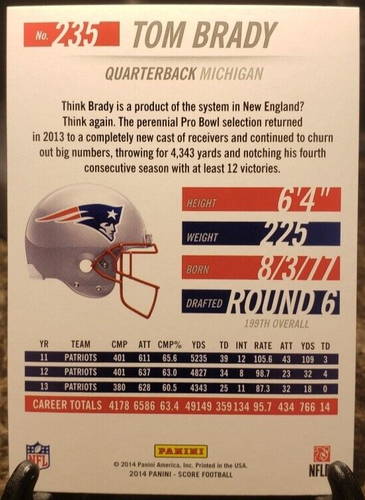 No. 235 TOM BRADY
QUARTERBACK MICHIGAN
Think Brady is a product of the system in New England?
Think again. The perennial Pro Bowl selection returned
in 2013 to a completely new cast of receivers and continued to churn
out big numbers, throwing for 4,343 yards and notching his fourth
consecutive season with at least 12 victories.
HEIGHT 6'4"
WEIGHT 225
BORN 8/3/77
DRAFTED ROUND 6
199TH OVERALL
YR TEAM CMP ATT CMP% YDS TD INT RATE ATT YDS TD
11 PATRIOTS 401 611 65.6 5235 39 12 105.6 43 109 3
12 PATRIOTS 401 637 63.0 4827 34 8 98.7 23 32 4
13 PATRIOTS 380 628 60.5 4343 25 11 87.3 32 18 0
CAREER TOTALS 4178 6586 63.4 49149 359 134 95.7 434 766 14
PANINI
NFL
© 2014 Panini America, Inc. Printed in the USA.
2014 PANINI - SCORE FOOTBALL